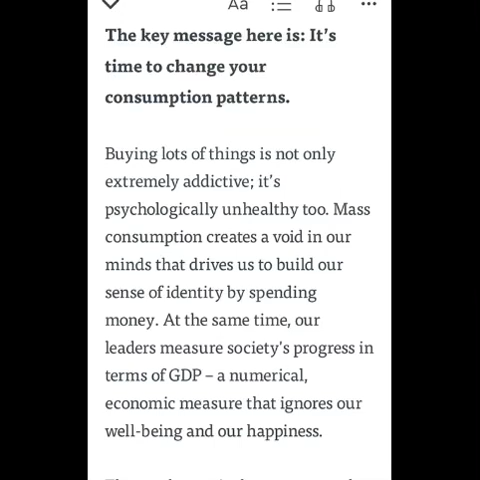 Aa
The key message here is: It’s
time to change your
consumption patterns.
Buying lots of things is not only
extremely addictive; it’s
psychologically unhealthy too. Mass
consumption creates a void in our
minds that drives us to build our
sense of identity by spending
money. At the same time, our
leaders measure society’s progress in
terms of GDP – a numerical,
economic measure that ignores our
well-being and our happiness.